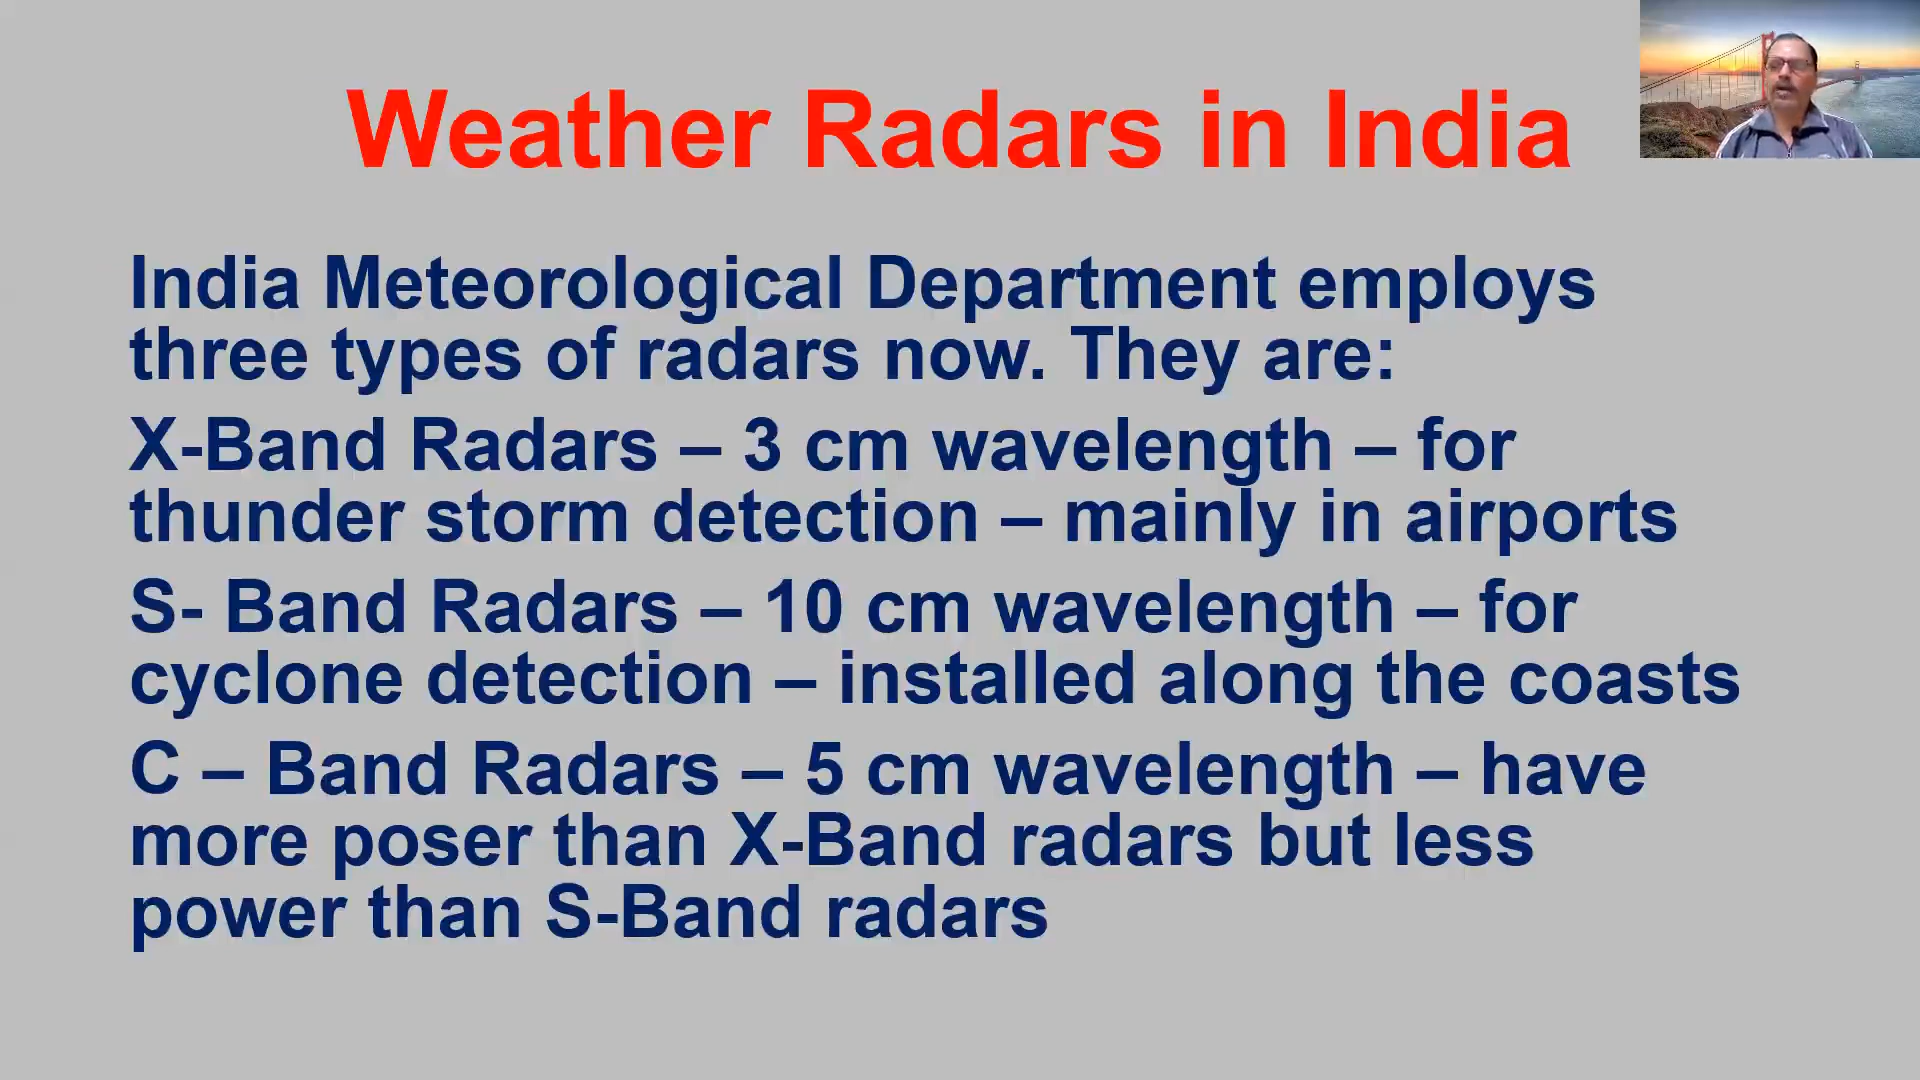 Weather Radars in India
India Meteorological Department employs
three types of radars now. They are:
X-Band Radars – 3 cm wavelength – for
thunder storm detection – mainly in airports
S- Band Radars – 10 cm wavelength – for
cyclone detection – installed along the coasts
C – Band Radars – 5 cm wavelength – have
more poser than X-Band radars but less
power than S-Band radars